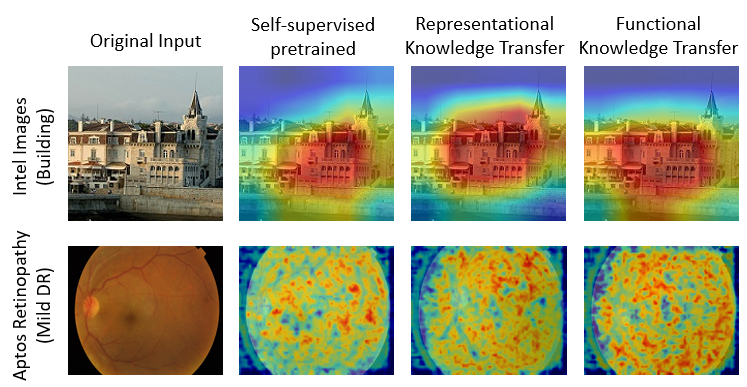 Original Input
Self-supervised
pretrained
Representational
Knowledge Transfer
Functional
Knowledge Transfer
Intel Images
(Building)
Aptos Retinopathy
(Mild DR)